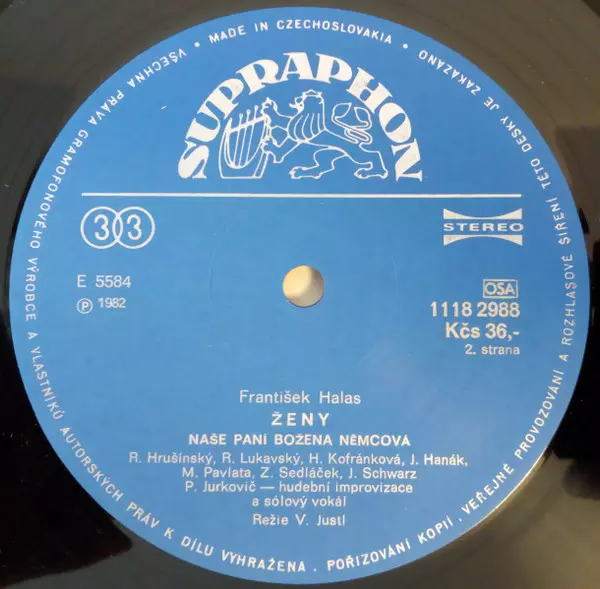 • MADE IN CZECHOSLOVAKIA •
VŠECHNA PRÁVA GRAMOFONOVÉHO VÝROBCE A VLASTNÍKŮ AUTORSKÝCH PRÁV K DÍLU VYHRAŽENA. POŘIZOVÁNÍ KOPIÍ, VEŘEJNÉ PROVOZOVÁNÍ A ROZHLASOVÉ ŠÍŘENÍ TÉTO DESKY JE ZAKÁZÁNO
SUPRAPHON
33
STEREO
E 5584
Ⓟ 1982
OSA
1118 2988
Kčs 36,-
2. strana
František Halas
ŽENY
NAŠE PANÍ BOŽENA NĚMCOVA
R. Hrušínský, R. Lukavský, H. Kofránková, J. Hanák,
M. Pavlata, Z. Sedláček, J. Schwarz
P. Jurkovič — hudební improvizace
a sólový vokál
Režie V. Justl